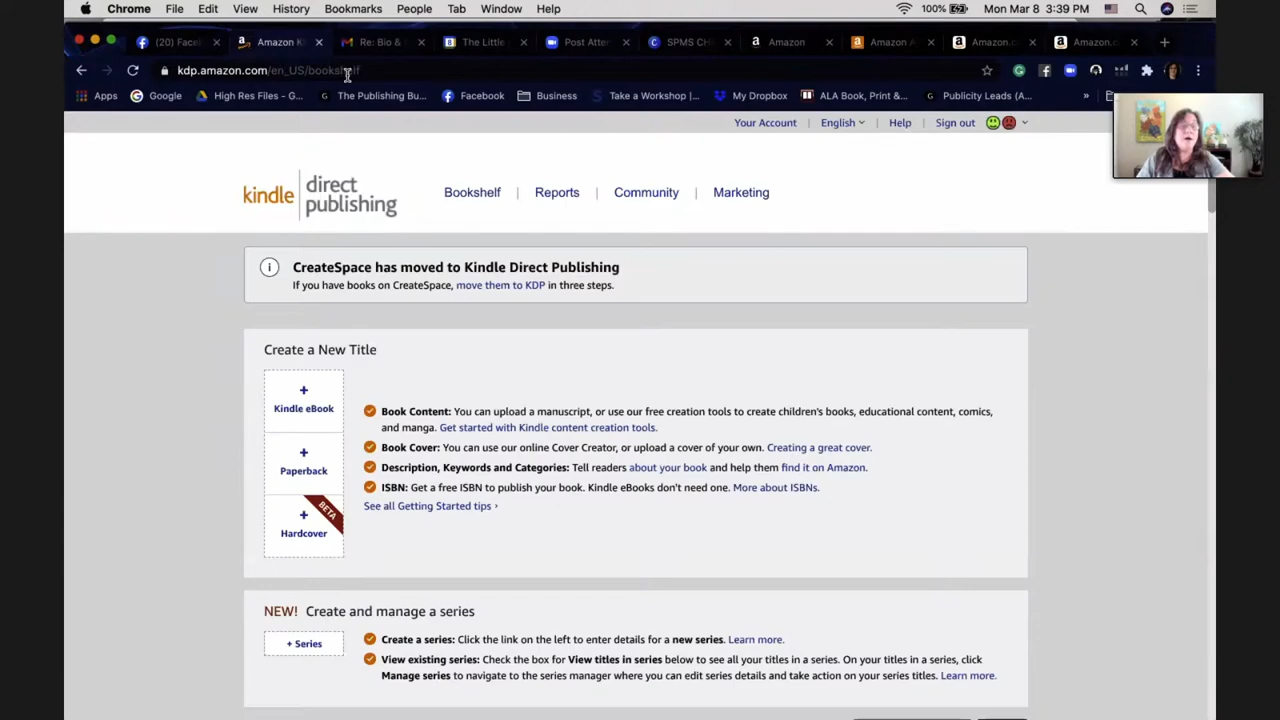 Chrome File Edit View History Bookmarks People Tab Window Help 100% Mon Mar 8 3:39 PM
(20) Face Amazon K Re: Bio & The Little Post Atter SPMS CH Amazon Amazon A Amazon.c Amazon.c
kdp.amazon.com/en_US/bookshelf
Apps Google High Res Files - G... The Publishing Bu... Facebook Business Take a Workshop |... My Dropbox ALA Book, Print &... Publicity Leads (A... »
Your Account | English | Help | Sign out
kindle direct publishing
Bookshelf | Reports | Community | Marketing
CreateSpace has moved to Kindle Direct Publishing
If you have books on CreateSpace, move them to KDP in three steps.
Create a New Title
+
Kindle eBook
+
Paperback
BETA
+
Hardcover
Book Content: You can upload a manuscript, or use our free creation tools to create children's books, educational content, comics,
and manga. Get started with Kindle content creation tools.
Book Cover: You can use our online Cover Creator, or upload a cover of your own. Creating a great cover.
Description, Keywords and Categories: Tell readers about your book and help them find it on Amazon.
ISBN: Get a free ISBN to publish your book. Kindle eBooks don't need one. More about ISBNs.
See all Getting Started tips ›
NEW! Create and manage a series
+ Series
Create a series: Click the link on the left to enter details for a new series. Learn more.
View existing series: Check the box for View titles in series below to see all your titles in a series. On your titles in a series, click
Manage series to navigate to the series manager where you can edit series details and take action on your series titles. Learn more.